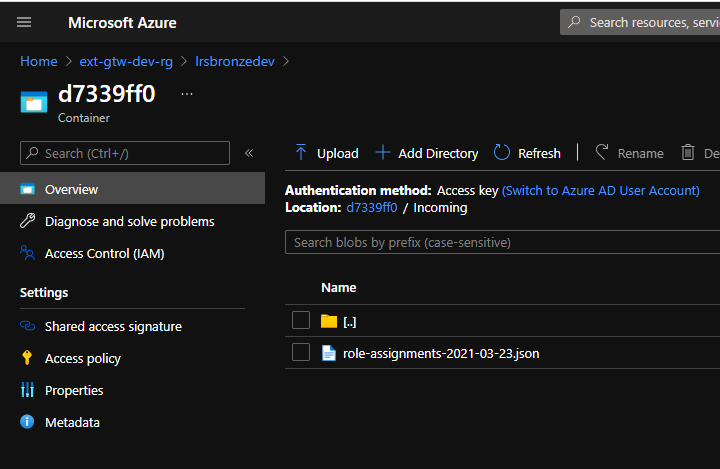 Microsoft Azure
Search resources, servi
Home > ext-gtw-dev-rg > lrsbronzedev >
d7339ff0 ...
Container
Search (Ctrl+/) «
Overview
Diagnose and solve problems
Access Control (IAM)
Settings
Shared access signature
Access policy
Properties
Metadata
Upload Add Directory Refresh | Rename De
Authentication method: Access key (Switch to Azure AD User Account)
Location: d7339ff0 / Incoming
Search blobs by prefix (case-sensitive)
Name
[..]
role-assignments-2021-03-23.json